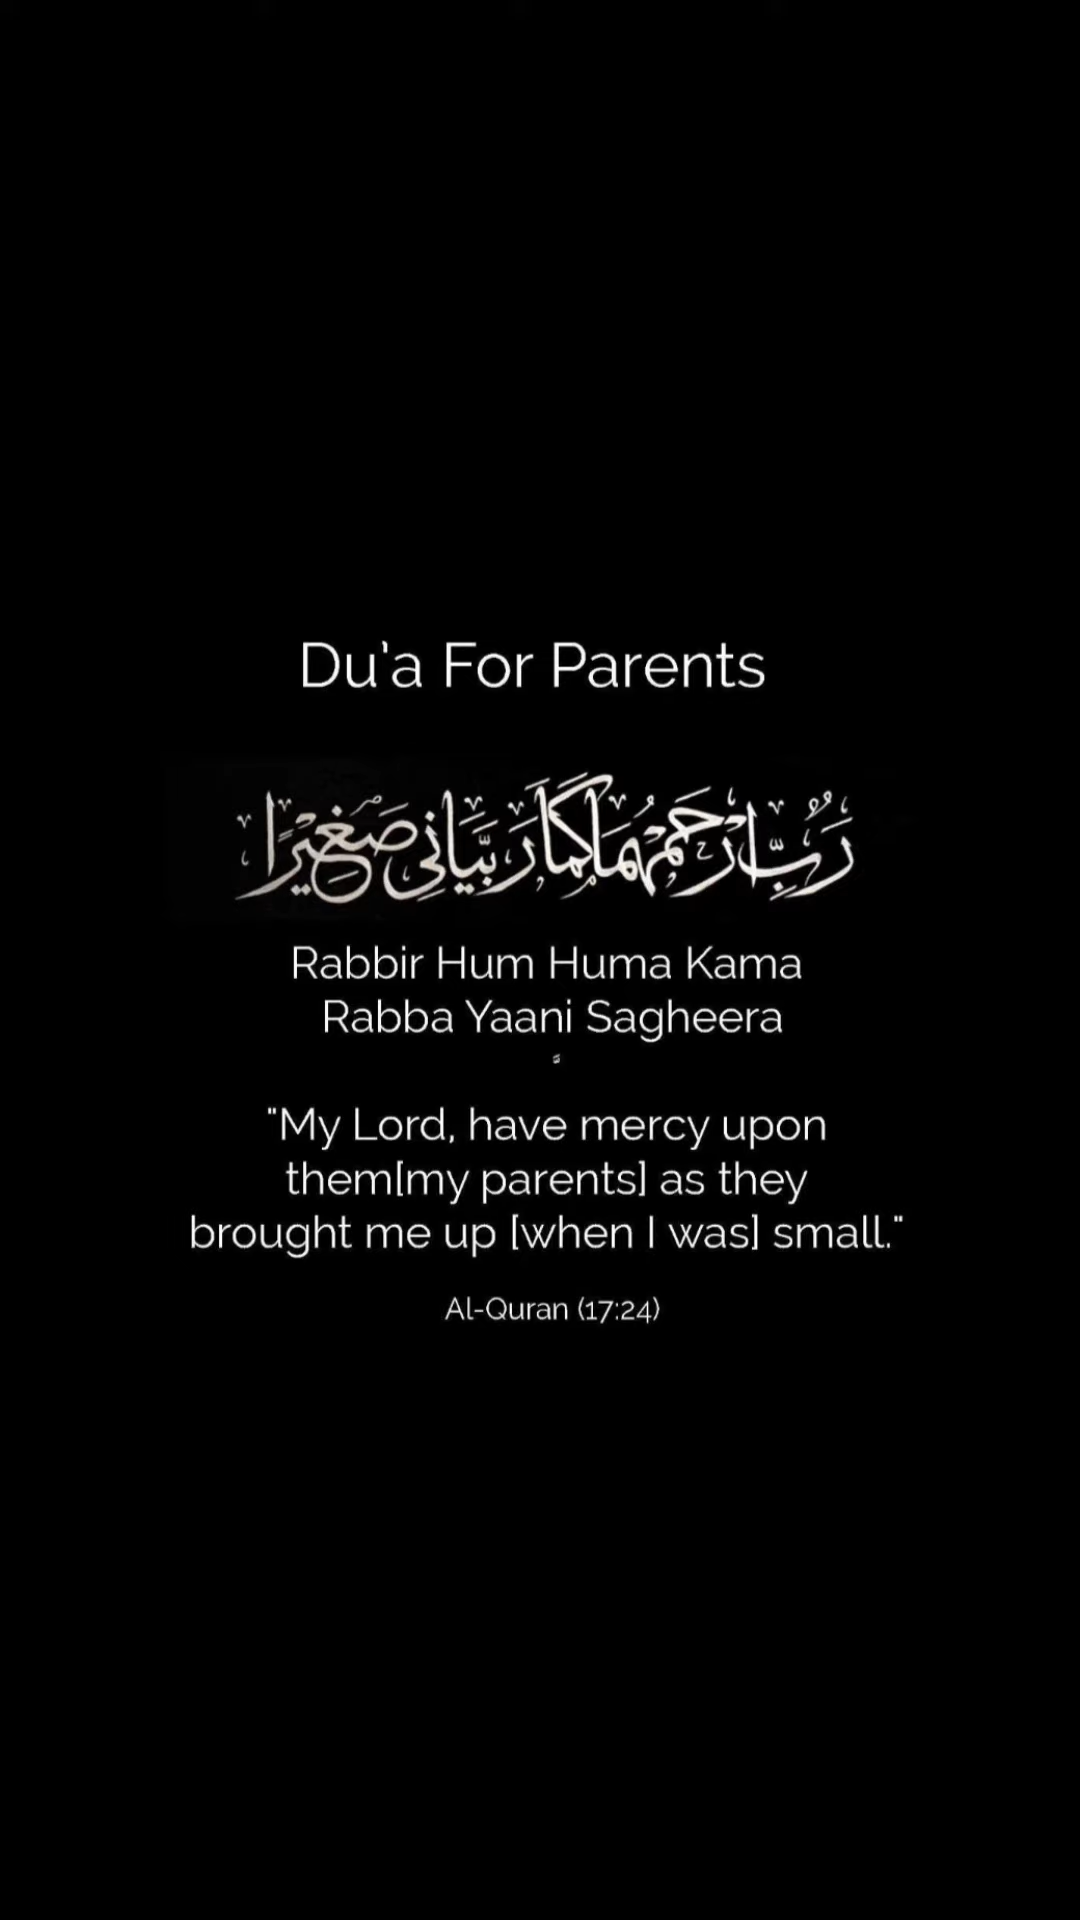 Du'a For Parents
رَبِّ ارْحَمْهُمَا كَمَا رَبَّيَانِي صَغِيرًا
Rabbir Hum Huma Kama
Rabba Yaani Sagheera
"My Lord, have mercy upon
them[my parents] as they
brought me up [when I was] small."
Al-Quran (17:24)